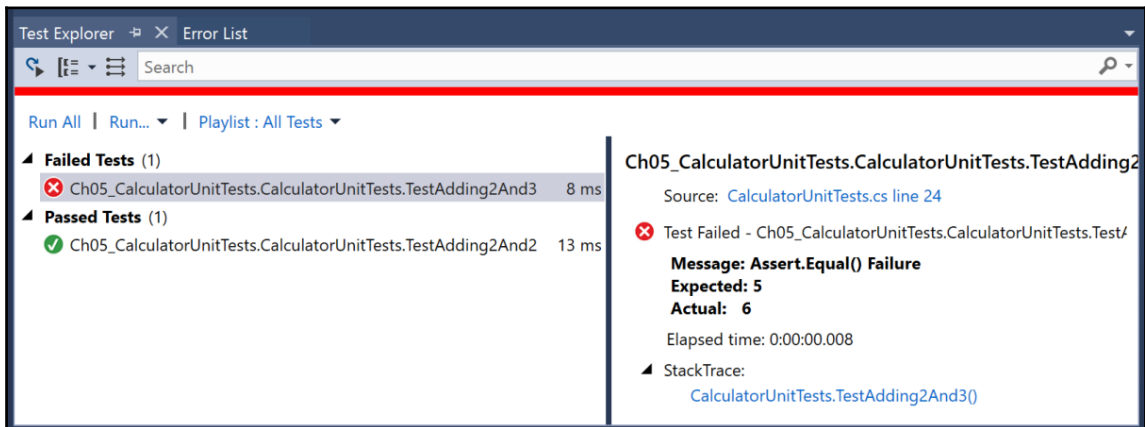 Test Explorer Error List
Search
Run All | Run... | Playlist : All Tests
Failed Tests (1)
Ch05_CalculatorUnitTests.CalculatorUnitTests.TestAdding2And3 8 ms
Passed Tests (1)
Ch05_CalculatorUnitTests.CalculatorUnitTests.TestAdding2And2 13 ms
Ch05_CalculatorUnitTests.CalculatorUnitTests.TestAdding2
Source: CalculatorUnitTests.cs line 24
Test Failed - Ch05_CalculatorUnitTests.CalculatorUnitTests.Test
Message: Assert.Equal() Failure
Expected: 5
Actual: 6
Elapsed time: 0:00:00.008
StackTrace:
CalculatorUnitTests.TestAdding2And3()